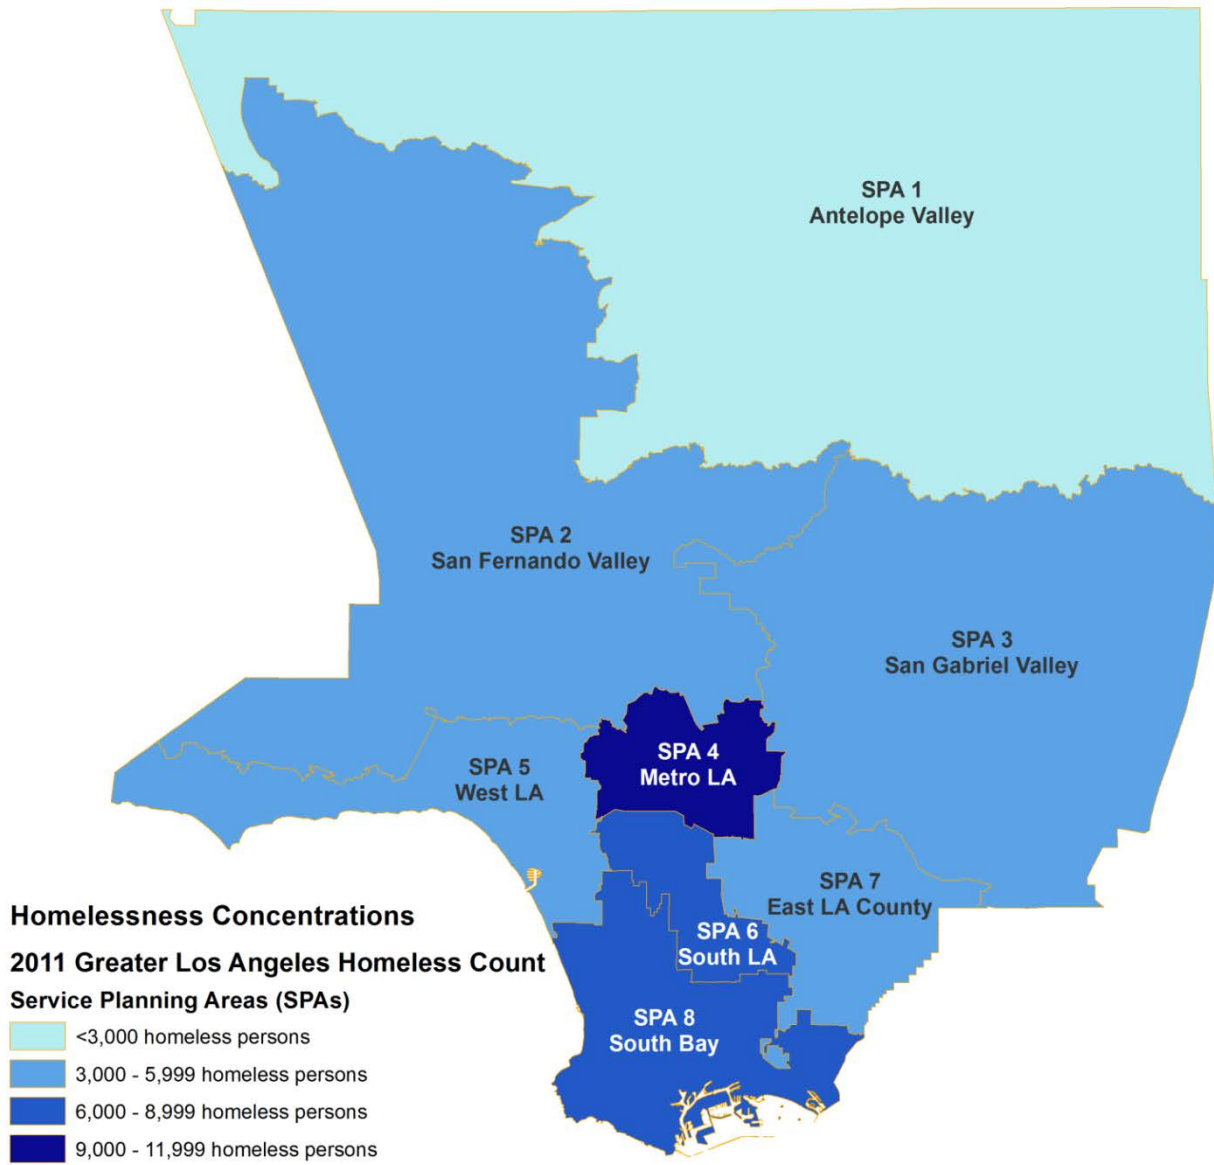 SPA 1
Antelope Valley
SPA 2
San Fernando Valley
SPA 3
San Gabriel Valley
SPA 4
Metro LA
SPA 5
West LA
SPA 7
East LA County
SPA 6
South LA
SPA 8
South Bay
Homelessness Concentrations
2011 Greater Los Angeles Homeless Count
Service Planning Areas (SPAs)
<3,000 homeless persons
3,000 - 5,999 homeless persons
6,000 - 8,999 homeless persons
9,000 - 11,999 homeless persons